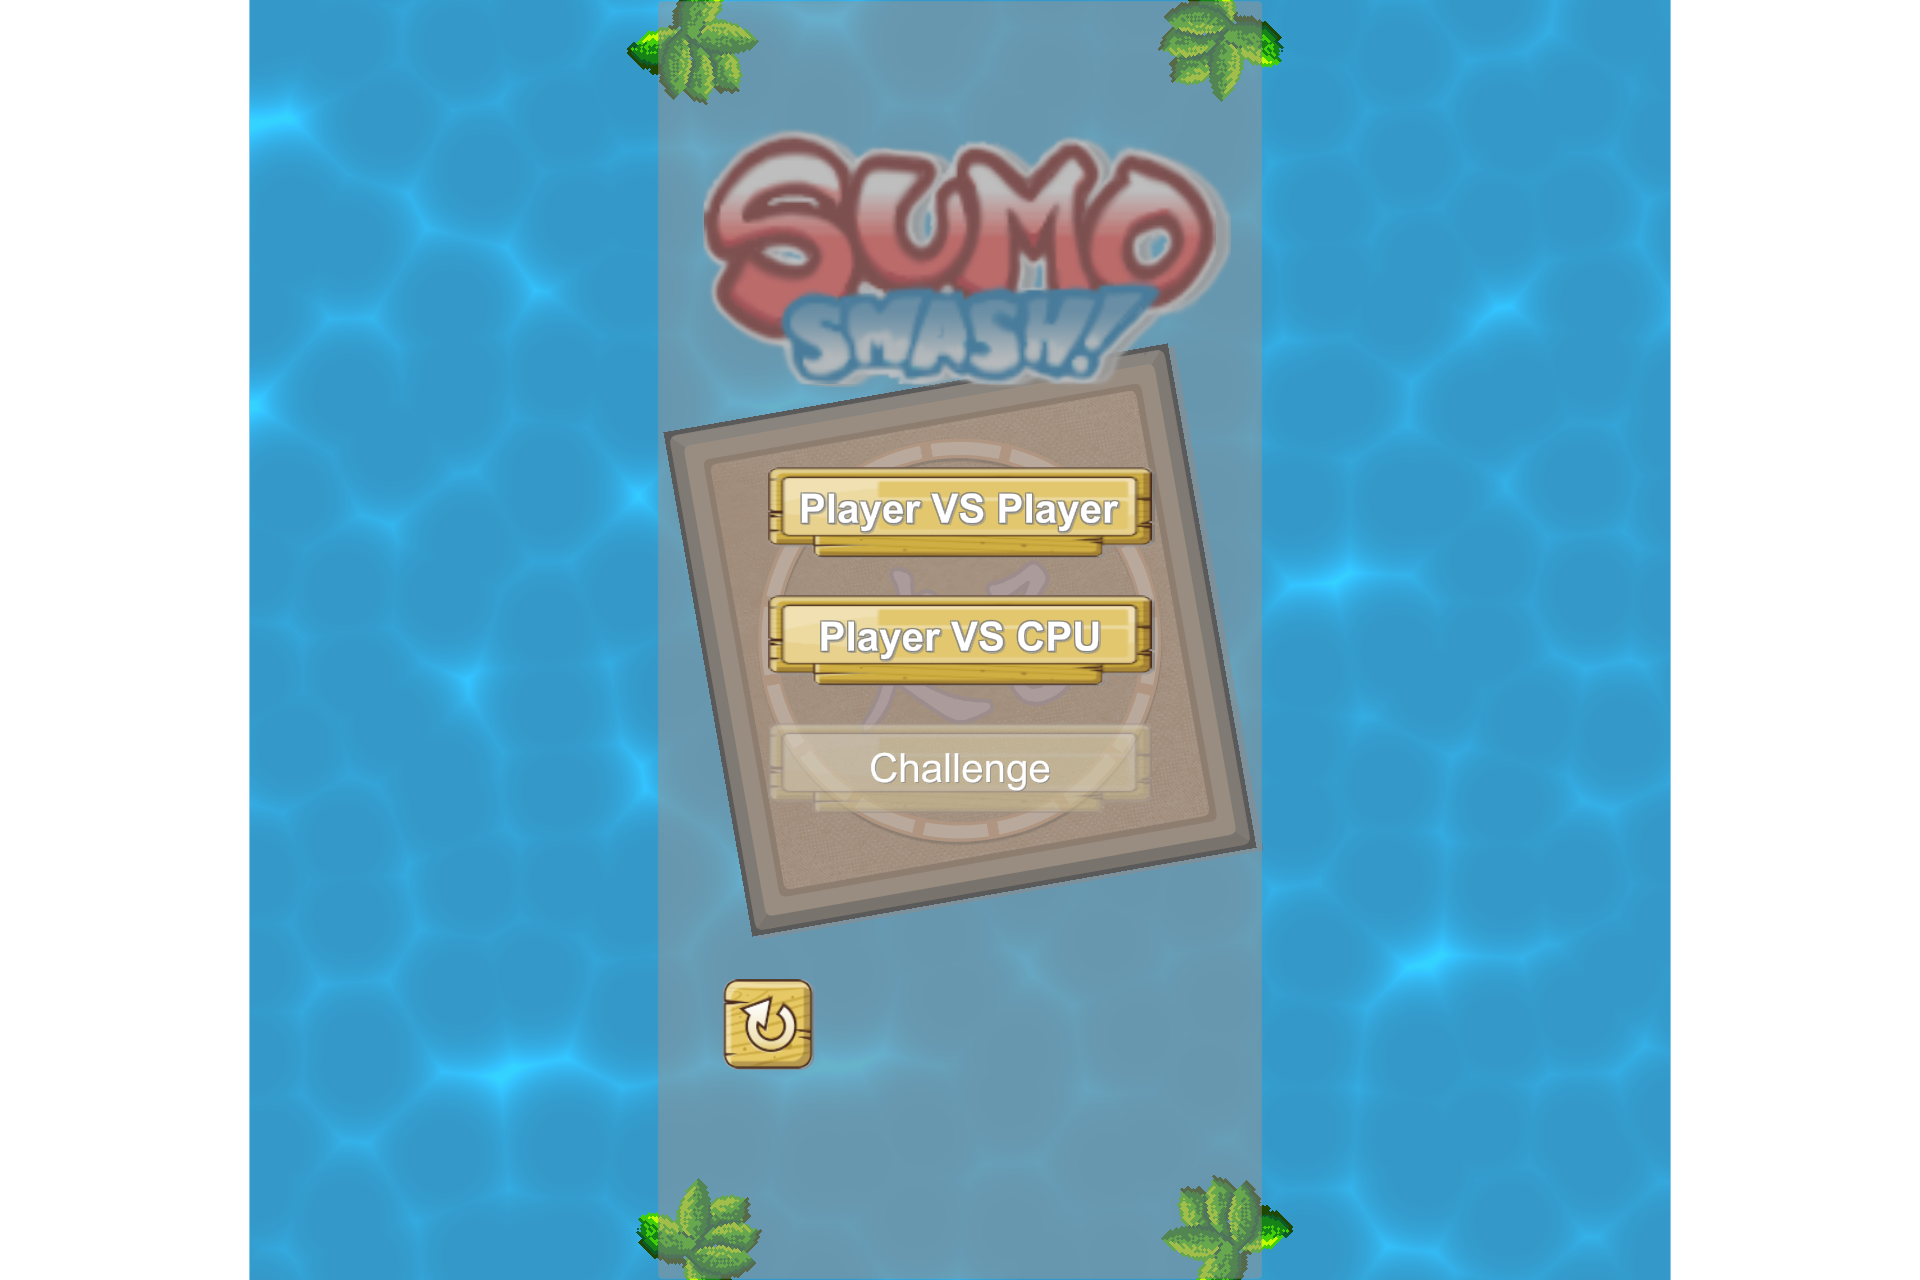 SUMO
SMASH!
Player VS Player
Player VS CPU
Challenge